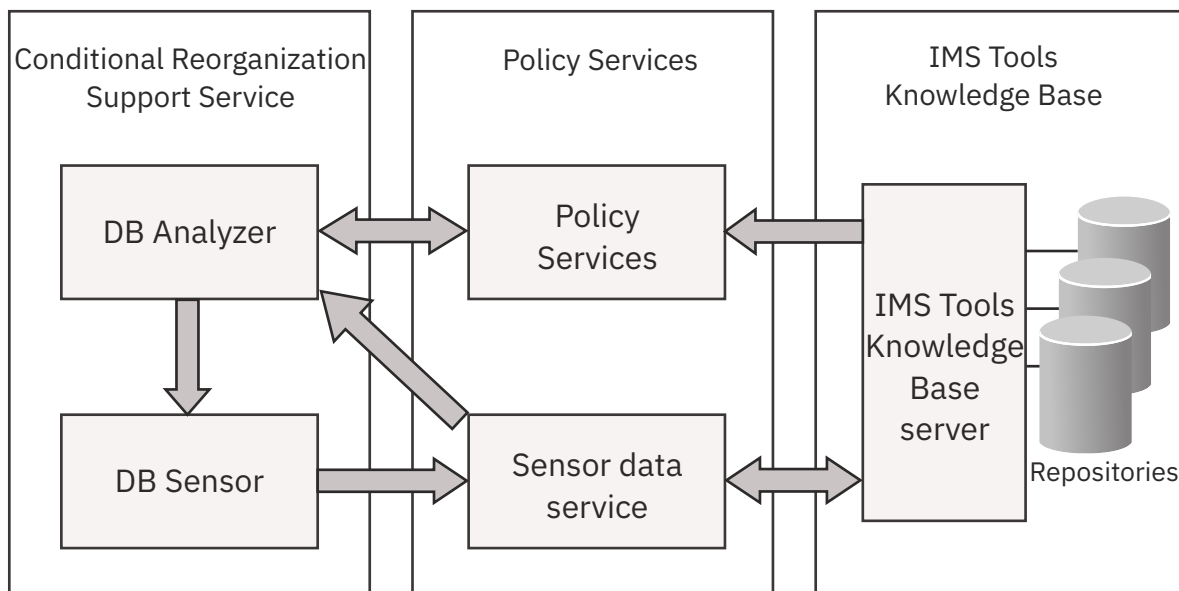 Conditional Reorganization
Support Service
Policy Services
IMS Tools
Knowledge Base
DB Analyzer
Policy
Services
IMS Tools
Knowledge
Base
server
DB Sensor
Sensor data
service
Repositories